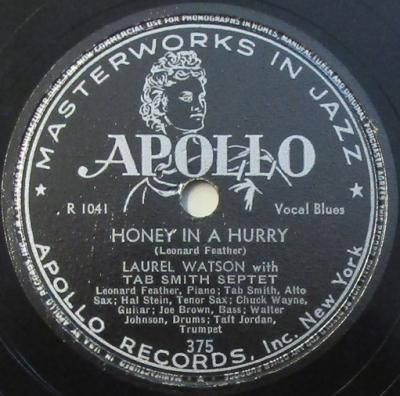 MASTERWORKS IN JAZZ
APOLLO
R 1041
Vocal Blues
HONEY IN A HURRY
(Leonard Feather)
LAUREL WATSON with
TAB SMITH SEPTET
Leonard Feather, Piano; Tab Smith, Alto
Sax; Hal Stein, Tenor Sax; Chuck Wayne,
Guitar; Joe Brown, Bass; Walter
Johnson, Drums; Taft Jordan,
Trumpet
375
APOLLO RECORDS, Inc. New York